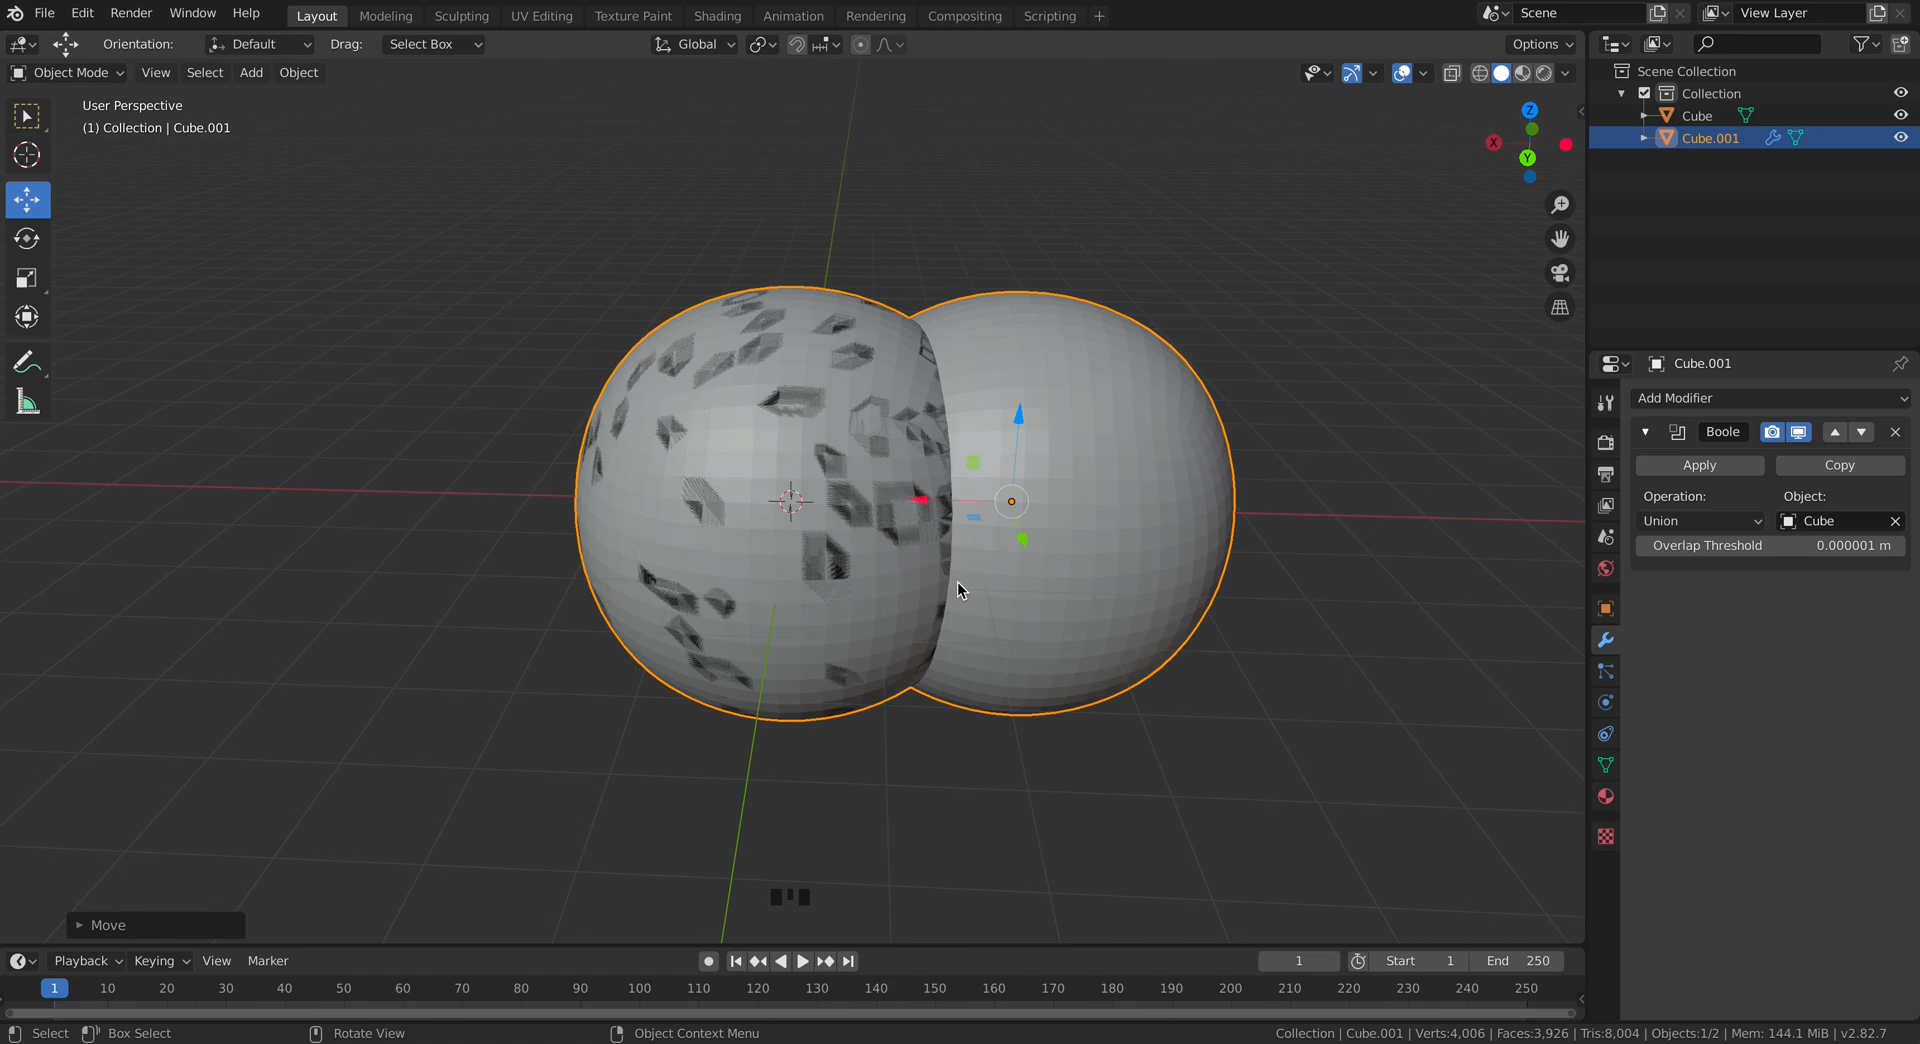 File Edit Render Window Help Layout Modeling Sculpting UV Editing Texture Paint Shading Animation Rendering Compositing Scripting + Scene View Layer
Orientation: Default Drag: Select Box Global Options
Object Mode View Select Add Object
Scene Collection
Collection
Cube
Cube.001
User Perspective
(1) Collection | Cube.001
Z
X
Y
Cube.001
Add Modifier
Boole
Apply Copy
Operation: Object:
Union Cube
Overlap Threshold 0.000001 m
Move
Playback Keying View Marker 1 Start 1 End 250
1 10 20 30 40 50 60 70 80 90 100 110 120 130 140 150 160 170 180 190 200 210 220 230 240 250
Select Box Select Rotate View Object Context Menu Collection | Cube.001 | Verts:4,006 | Faces:3,926 | Tris:8,004 | Objects:1/2 | Mem: 144.1 MiB | v2.82.7